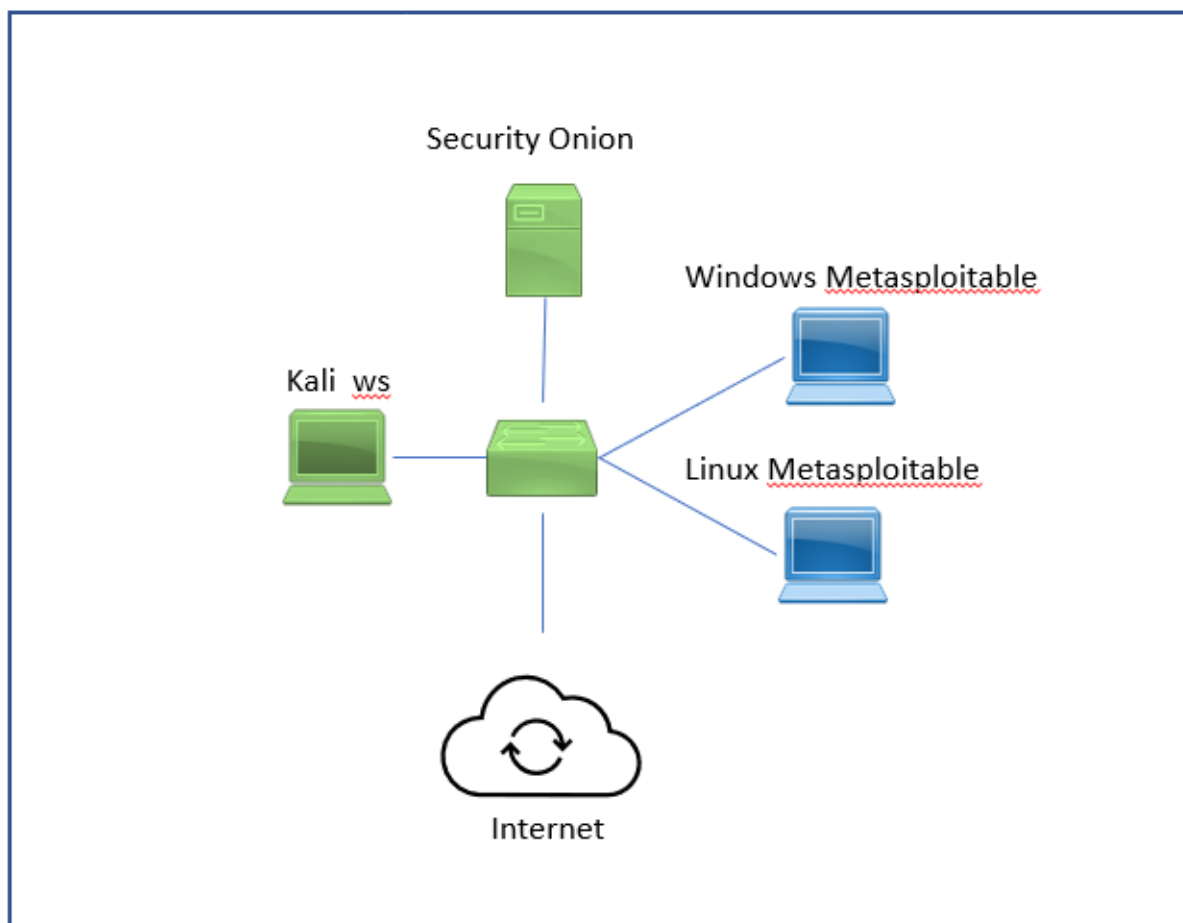 Security Onion
Windows Metasploitable
Kali ws
Linux Metasploitable
Internet